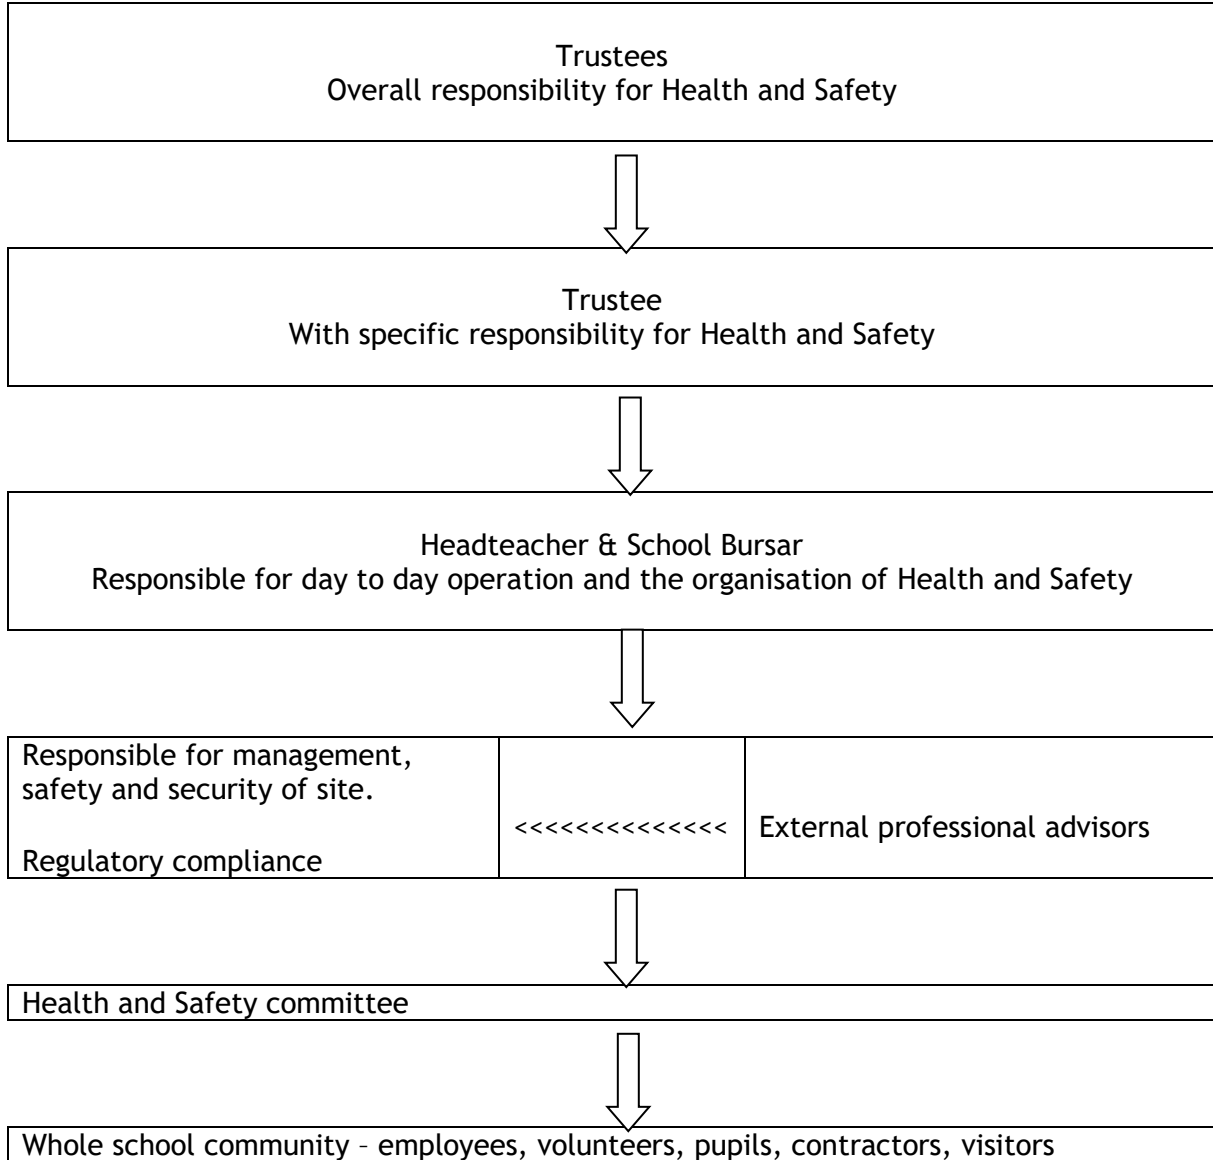 Trustees
Overall responsibility for Health and Safety
Trustee
With specific responsibility for Health and Safety
Headteacher & School Bursar
Responsible for day to day operation and the organisation of Health and Safety
Responsible for management,
safety and security of site.
Regulatory compliance
<<<<<<<<<<<<<<
External professional advisors
Health and Safety committee
Whole school community – employees, volunteers, pupils, contractors, visitors